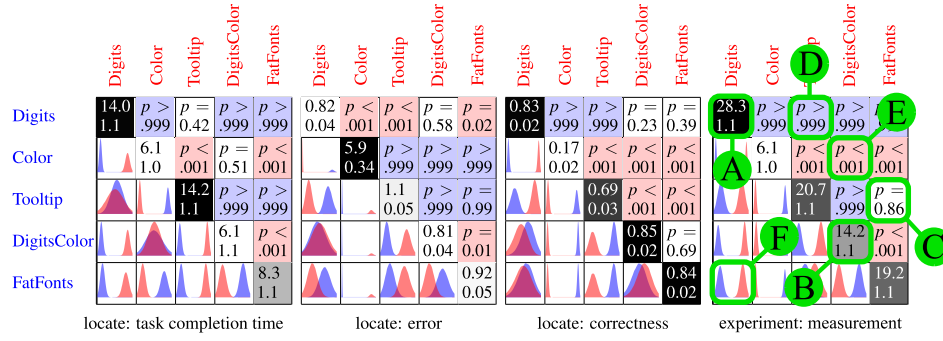 Digits Color Tooltip DigitsColor FatFonts Digits Color Tooltip DigitsColor FatFonts Digits Color Tooltip DigitsColor FatFonts Digits Color Tooltip DigitsColor FatFonts
D
Digits
14.0 p > p = p > p > 0.82 p < p < p = p = 0.83 p > p > p = p = 28.3 p > p > p > p
1.1 .999 0.42 .999 .999 0.04 .001 .001 0.58 0.02 0.02 .999 .999 0.23 0.39 1.1 .999 .999 .999
E
Color
6.1 p < p = p < 5.9 p > p > p > 0.17 p < p < p < 6.1 p < p p <
1.0 .001 0.51 .001 0.34 .999 .999 .999 0.02 .001 .001 .001 1.0 .001 .001 .001
A
Tooltip
14.2 p > p > 1.1 p > p = 0.69 p < p < 20.7 p > p =
1.1 .999 .999 0.05 .999 0.99 0.03 .001 .001 1.1 .999 0.86
DigitsColor
6.1 p < 0.81 p = 0.85 p = 14.2 p <
1.1 .001 0.04 0.01 0.02 0.69 1.1 .001
F
C
FatFonts
8.3 0.92 0.84 19.2
1.1 0.05 0.02 1.1
B
locate: task completion time locate: error locate: correctness experiment: measurement